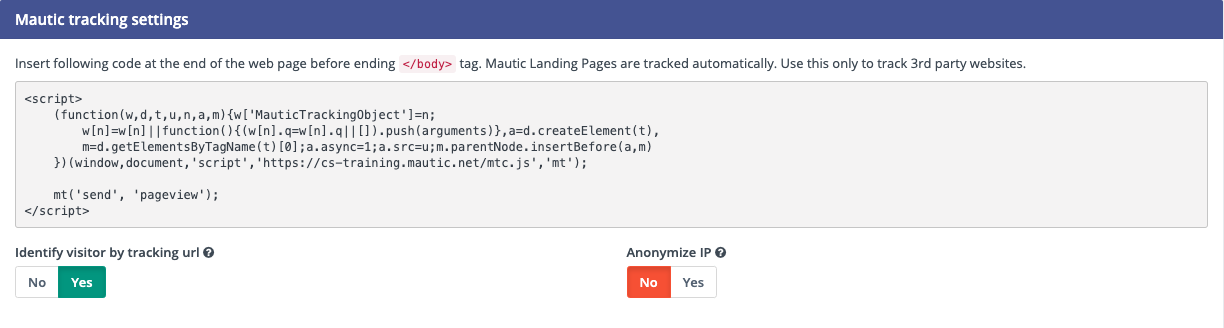 Mautic tracking settings
Insert following code at the end of the web page before ending </body> tag. Mautic Landing Pages are tracked automatically. Use this only to track 3rd party websites.
<script>
    (function(w,d,t,u,n,a,m){w['MauticTrackingObject']=n;
        w[n]=w[n]||function(){(w[n].q=w[n].q||[]).push(arguments)},a=d.createElement(t),
        m=d.getElementsByTagName(t)[0];a.async=1;a.src=u;m.parentNode.insertBefore(a,m)
    })(window,document,'script','https://cs-training.mautic.net/mtc.js','mt');

    mt('send', 'pageview');
</script>
Identify visitor by tracking url ?
Anonymize IP ?
No Yes
No Yes